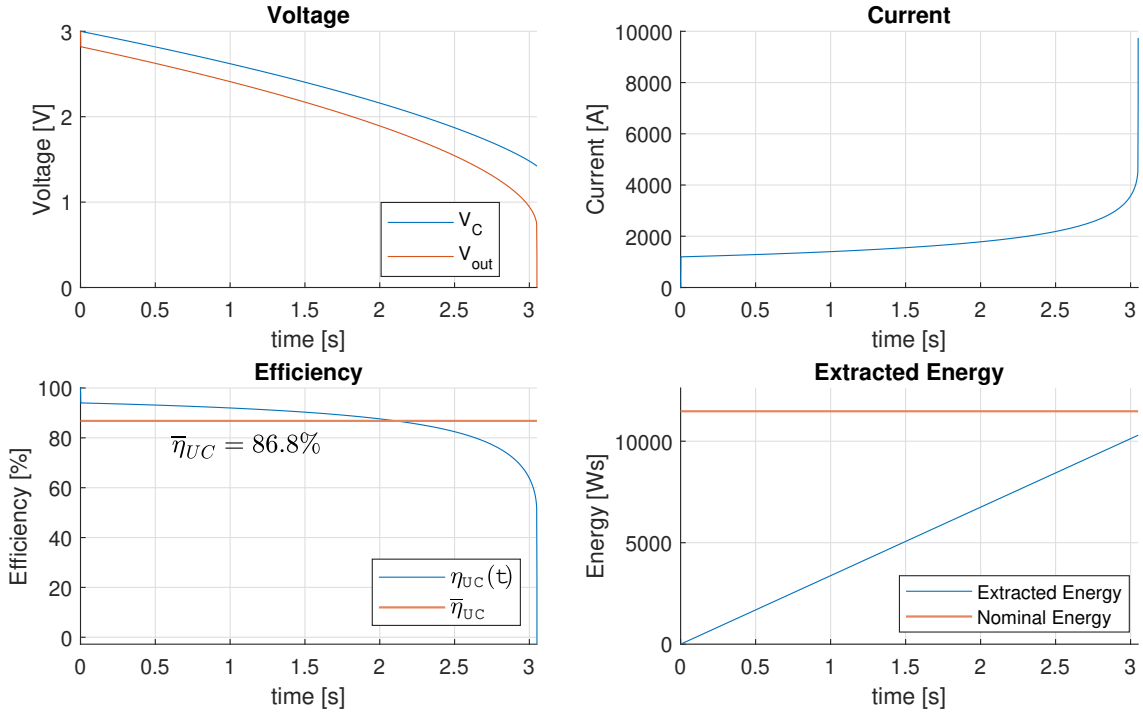 Voltage
Voltage [V]
3
2
1
0
V_C
V_out
0 0.5 1 1.5 2 2.5 3
time [s]
Current
Current [A]
10000
8000
6000
4000
2000
0
0 0.5 1 1.5 2 2.5 3
time [s]
Efficiency
Efficiency [%]
100
80
60
40
20
0
η̅_UC = 86.8%
η_UC(t)
η̅_UC
0 0.5 1 1.5 2 2.5 3
time [s]
Extracted Energy
Energy [Ws]
10000
5000
0
Extracted Energy
Nominal Energy
0 0.5 1 1.5 2 2.5 3
time [s]